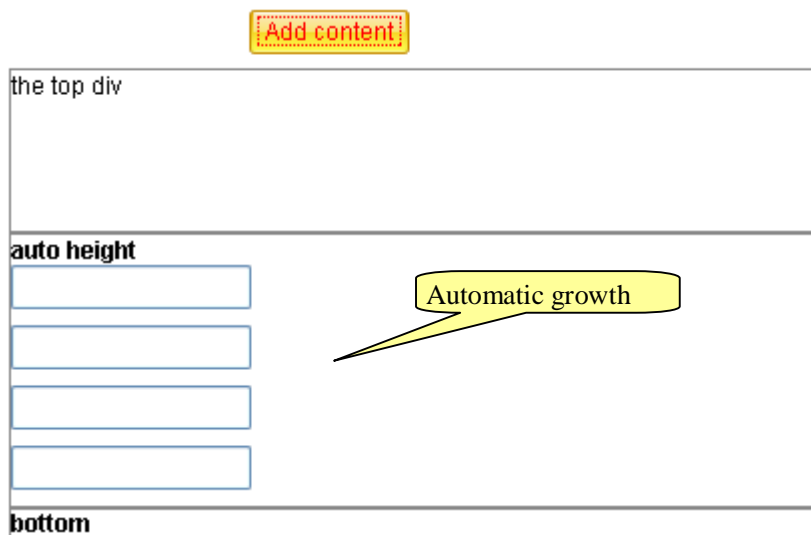 Add content
the top div
auto height
Automatic growth
bottom